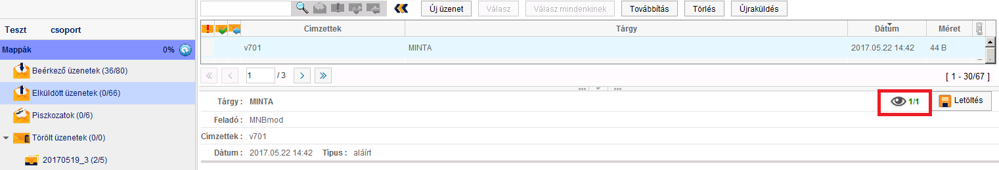 Új üzenet Válasz Válasz mindenkinek Továbbítás Törlés Újraküldés
Teszt csoport
Mappák 0%
Beérkező üzenetek (36/80)
Elküldött üzenetek (0/66)
Piszkozatok (0/6)
Törölt üzenetek (0/0)
20170519_3 (2/5)
Címzettek Tárgy Dátum Méret
v701 MINTA 2017.05.22 14:42 44 B
1 / 3 [ 1 - 30/67 ]
Tárgy : MINTA 1/1 Letöltés
Feladó : MNBmod
Címzettek : v701
Dátum : 2017.05.22 14:42 Típus : aláírt